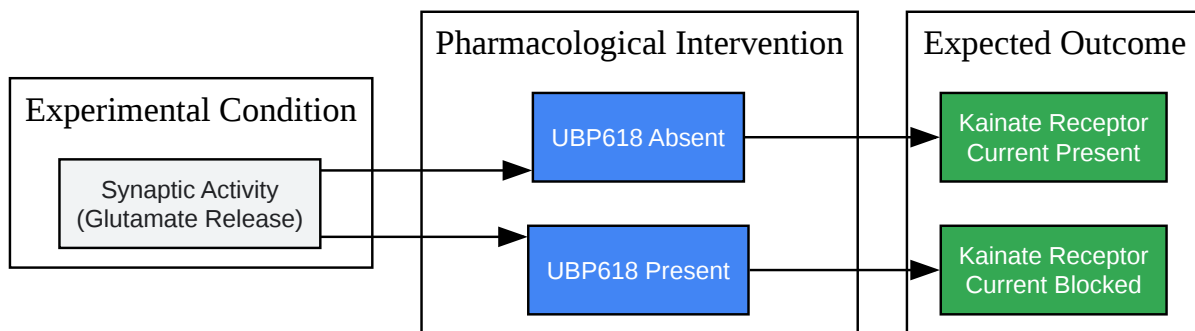 Experimental Condition
Synaptic Activity
(Glutamate Release)
Pharmacological Intervention
UBP618 Absent
UBP618 Present
Expected Outcome
Kainate Receptor
Current Present
Kainate Receptor
Current Blocked